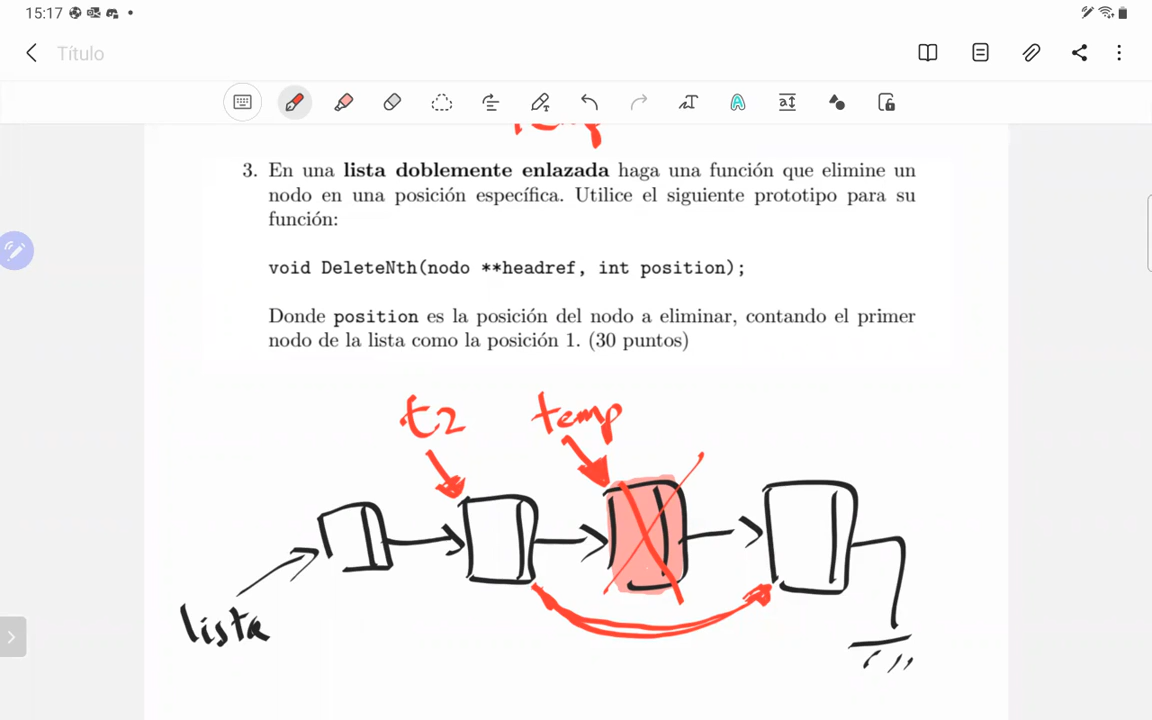 15:17
Título
temp
3. En una lista doblemente enlazada haga una función que elimine un
nodo en una posición específica. Utilice el siguiente prototipo para su
función:
void DeleteNth(nodo **headref, int position);
Donde position es la posición del nodo a eliminar, contando el primer
nodo de la lista como la posición 1. (30 puntos)
t2 temp
lista